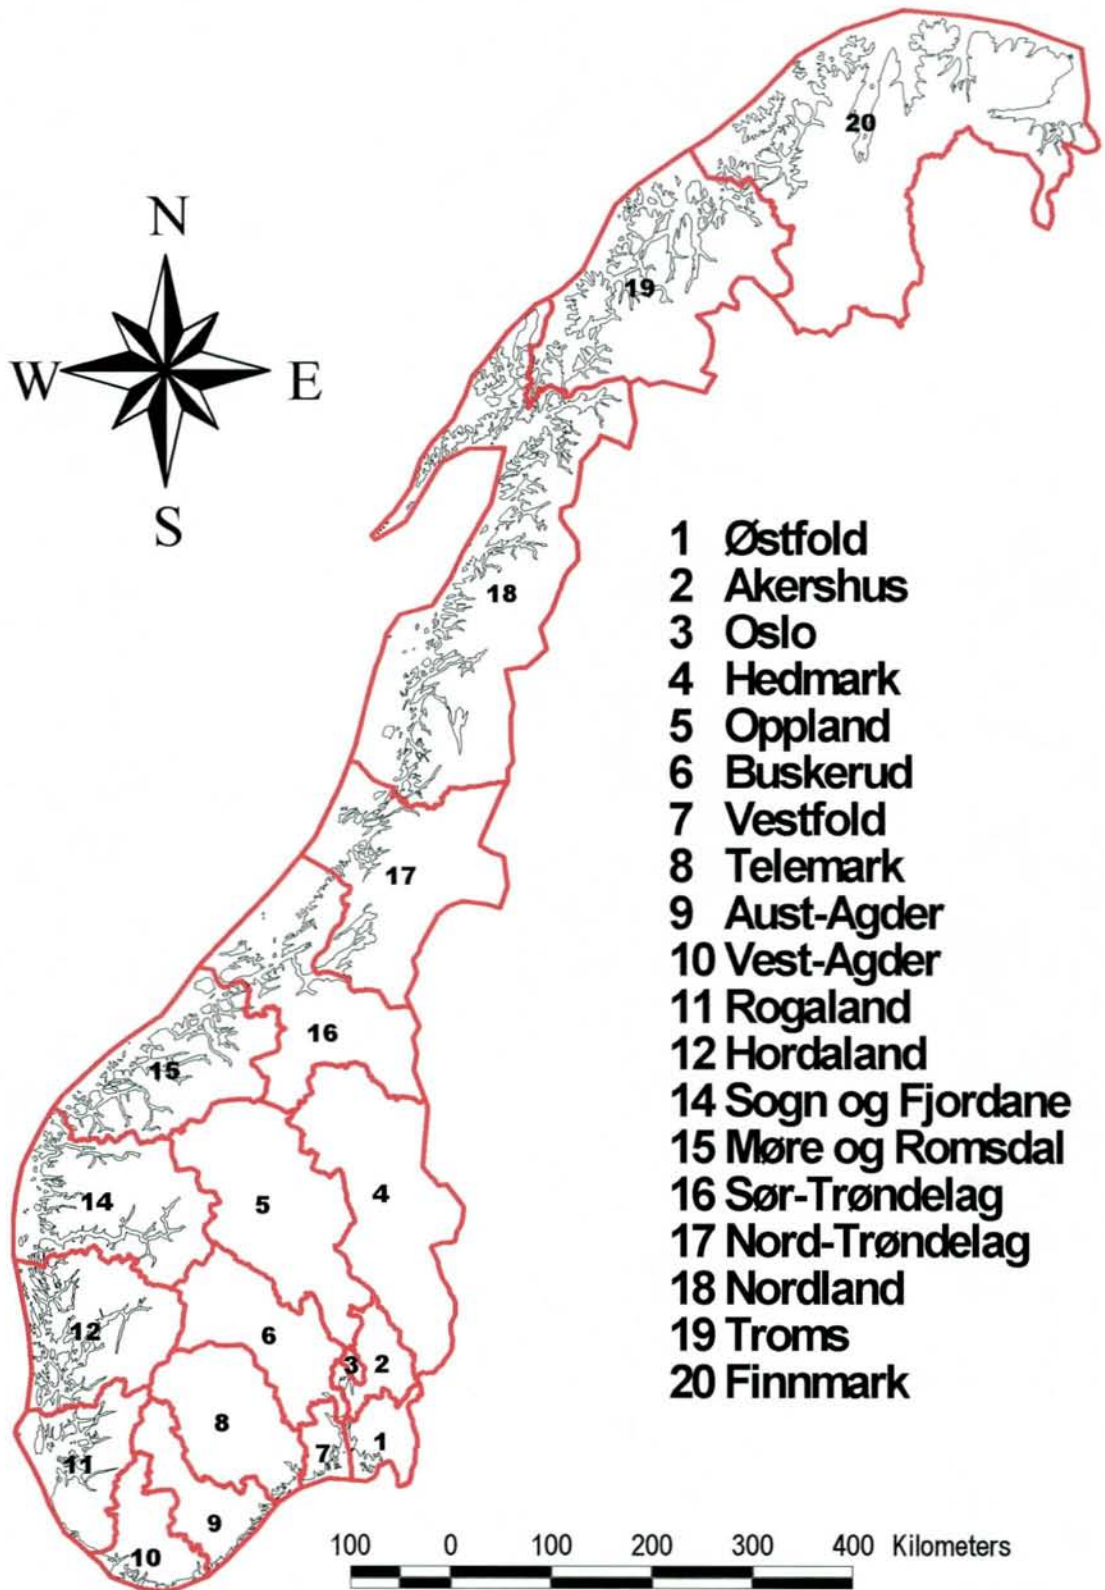 20
N
19
W E
S
18
1 Østfold
2 Akershus
3 Oslo
4 Hedmark
5 Oppland
6 Buskerud
7 Vestfold
8 Telemark
9 Aust-Agder
10 Vest-Agder
11 Rogaland
12 Hordaland
14 Sogn og Fjordane
15 Møre og Romsdal
16 Sør-Trøndelag
17 Nord-Trøndelag
18 Nordland
19 Troms
20 Finnmark
17
16
15
14
5
4
12
6
3
2
8
11
7
1
9
10
100 0 100 200 300 400 Kilometers